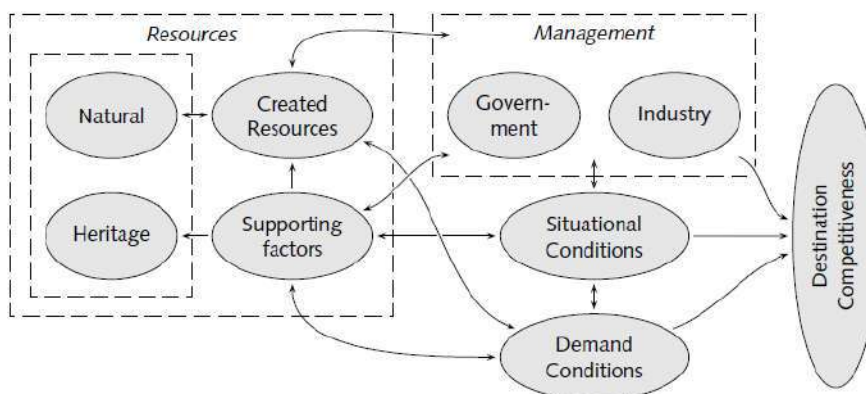 Resources
Management
Natural
Created
Resources
Govern-
ment
Industry
Heritage
Supporting
factors
Situational
Conditions
Demand
Conditions
Destination
Competitiveness